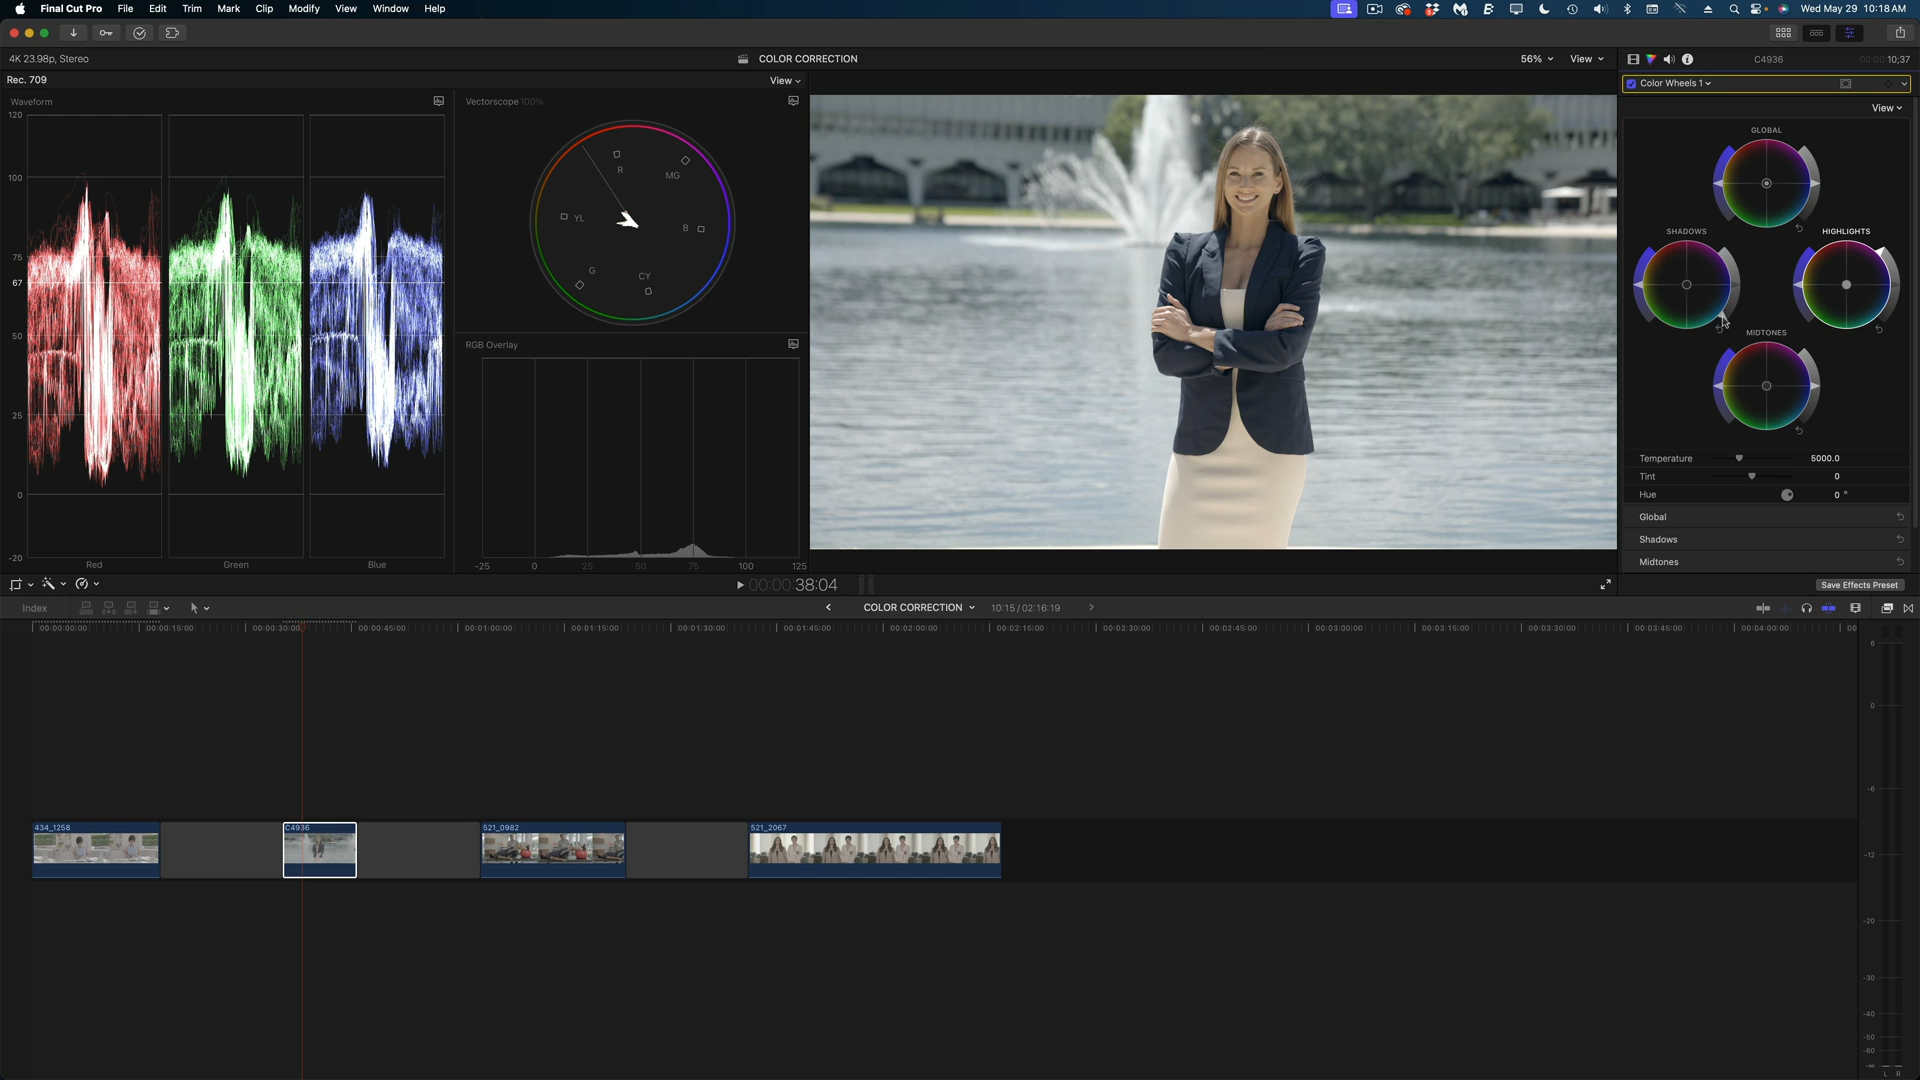 Final Cut Pro File Edit Trim Mark Clip Modify View Window Help
Wed May 29 10:18 AM
4K 23.98p, Stereo
COLOR CORRECTION
56% View
C4936
00:00:10;37
Rec. 709
View
Color Wheels 1
Waveform
Vectorscope 100%
View
120
100
75
67
50
25
0
-20
Red
Green
Blue
R
MG
YL
B
G
CY
RGB Overlay
-25 0 25 50 75 100 125
GLOBAL
SHADOWS
HIGHLIGHTS
MIDTONES
Temperature 5000.0
Tint 0
Hue 0 °
Global
Shadows
Midtones
Save Effects Preset
00:00:38:04
Index
COLOR CORRECTION
10:15 / 02:16:19
00:00:00:00 00:00:15:00 00:00:30:00 00:00:45:00 00:01:00:00 00:01:15:00 00:01:30:00 00:01:45:00 00:02:00:00 00:02:15:00 00:02:30:00 00:02:45:00 00:03:00:00 00:03:15:00 00:03:30:00 00:03:45:00 00:04:00:00 00
434_1258
C4936
521_0982
521_2067
6
0
-6
-12
-20
-30
-40
-50
-60
-∞
L R